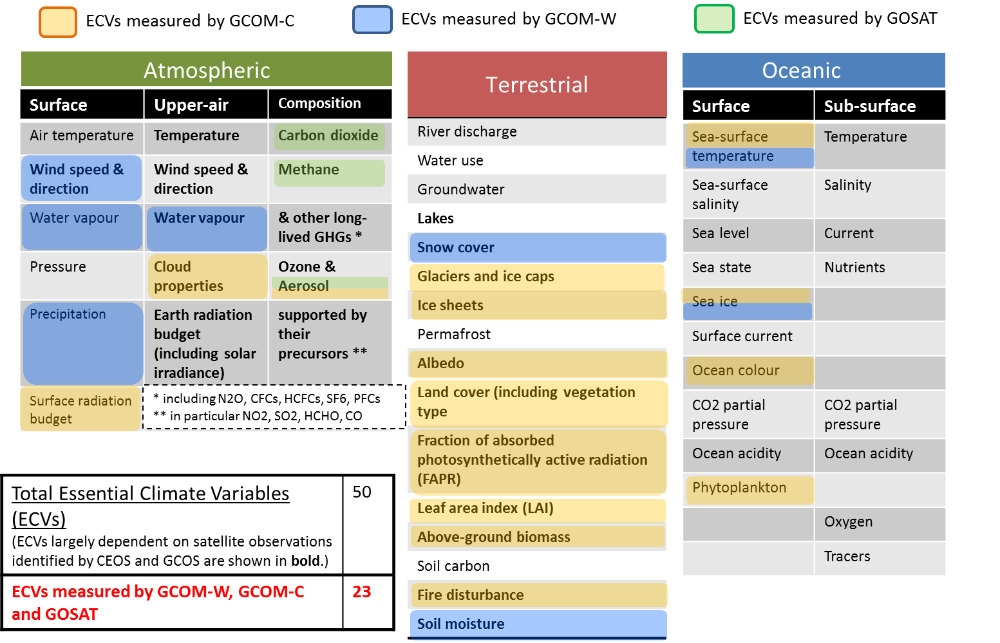 ECVs measured by GCOM-C
ECVs measured by GCOM-W
ECVs measured by GOSAT
Atmospheric
Surface
Upper-air
Composition
Air temperature
Temperature
Carbon dioxide
Wind speed &
direction
Wind speed &
direction
Methane
Water vapour
Water vapour
& other long-
lived GHGs *
Pressure
Cloud
properties
Ozone &
Aerosol
Precipitation
Earth radiation
budget
(including solar
irradiance)
supported by
their
precursors **
Surface radiation
budget
* including N2O, CFCs, HCFCs, SF6, PFCs
** in particular NO2, SO2, HCHO, CO
Total Essential Climate Variables
(ECVs)
(ECVs largely dependent on satellite observations
identified by CEOS and GCOS are shown in bold.)
50
ECVs measured by GCOM-W, GCOM-C
and GOSAT
23
Terrestrial
River discharge
Water use
Groundwater
Lakes
Snow cover
Glaciers and ice caps
Ice sheets
Permafrost
Albedo
Land cover (including vegetation
type
Fraction of absorbed
photosynthetically active radiation
(FAPR)
Leaf area index (LAI)
Above-ground biomass
Soil carbon
Fire disturbance
Soil moisture
Oceanic
Surface
Sub-surface
Sea-surface
temperature
Temperature
Sea-surface
salinity
Salinity
Sea level
Current
Sea state
Nutrients
Sea ice
Surface current
Ocean colour
CO2 partial
pressure
CO2 partial
pressure
Ocean acidity
Ocean acidity
Phytoplankton
Oxygen
Tracers